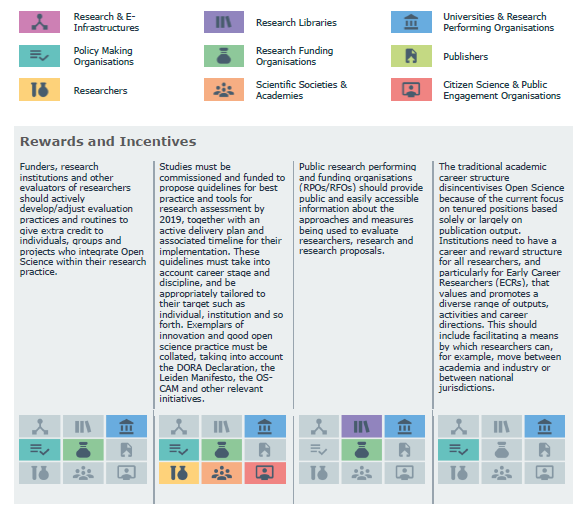 Research & E-
Infrastructures
Research Libraries
Universities & Research
Performing Organisations
Policy Making
Organisations
Research Funding
Organisations
Publishers
Researchers
Scientific Societies &
Academies
Citizen Science & Public
Engagement Organisations
Rewards and Incentives
Funders, research
institutions and other
evaluators of researchers
should actively
develop/adjust evaluation
practices and routines to
give extra credit to
individuals, groups and
projects who integrate Open
Science within their research
practice.
Studies must be
commissioned and funded to
propose guidelines for best
practice and tools for
research assessment by
2019, together with an
active delivery plan and
associated timeline for their
implementation. These
guidelines must take into
account career stage and
discipline, and be
appropriately tailored to
their target such as
individual, institution and so
forth. Exemplars of
innovation and good open
science practice must be
collated, taking into account
the DORA Declaration, the
Leiden Manifesto, the OS-
CAM and other relevant
initiatives.
Public research performing
and funding organisations
(RPOs/RFOs) should provide
public and easily accessible
information about the
approaches and measures
being used to evaluate
researchers, research and
research proposals.
The traditional academic
career structure
disincentivises Open Science
because of the current focus
on tenured positions based
solely or largely on
publication output.
Institutions need to have a
career and reward structure
for all researchers, and
particularly for Early Career
Researchers (ECRs), that
values and promotes a
diverse range of outputs,
activities and career
directions. This should
include facilitating a means
by which researchers can,
for example, move between
academia and industry or
between national
jurisdictions.